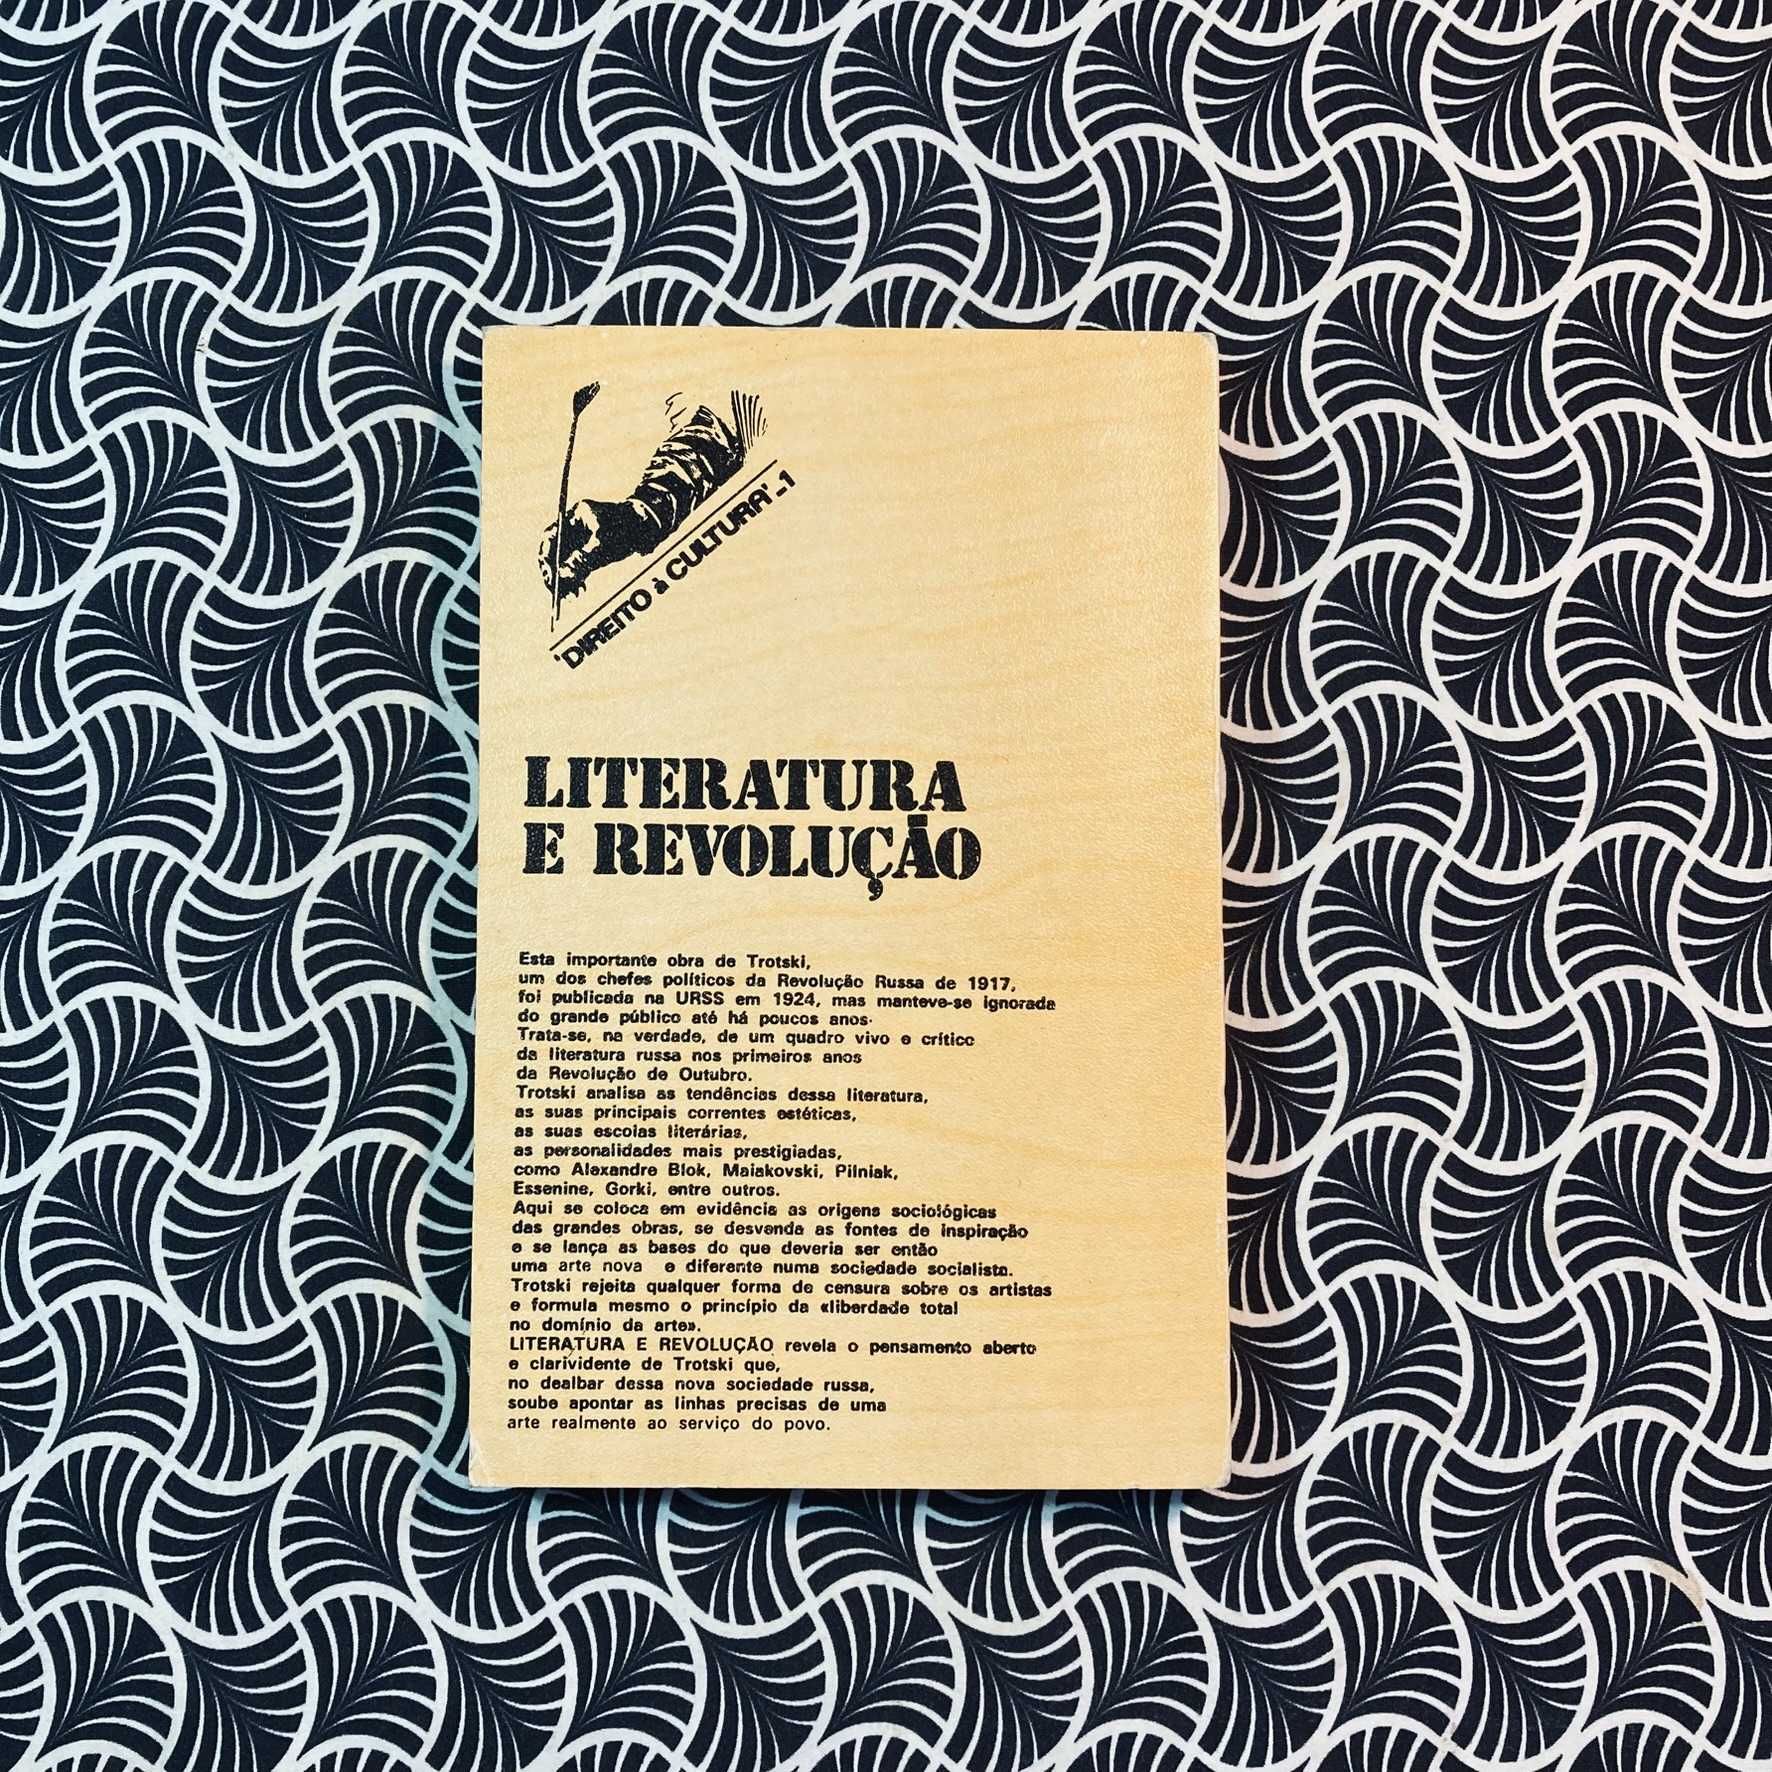 'DIREITO à CULTURA'-1
LITERATURA
E REVOLUÇÃO
Esta importante obra de Trotski,
um dos chefes políticos da Revolução Russa de 1917,
foi publicada na URSS em 1924, mas manteve-se ignorada
do grande público até há poucos anos.
Trata-se, na verdade, de um quadro vivo e crítico
da literatura russa nos primeiros anos
da Revolução de Outubro.
Trotski analisa as tendências dessa literatura,
as suas principais correntes estéticas,
as suas escolas literárias,
as personalidades mais prestigiadas,
como Alexandre Blok, Maiakovski, Pilniak,
Essenine, Gorki, entre outros.
Aqui se coloca em evidência as origens sociológicas
das grandes obras, se desvenda as fontes de inspiração
e se lança as bases do que deveria ser então
uma arte nova e diferente numa sociedade socialista.
Trotski rejeita qualquer forma de censura sobre os artistas
e formula mesmo o princípio da «liberdade total
no domínio da arte».
LITERATURA E REVOLUÇÃO revela o pensamento aberto
e clarividente de Trotski que,
no dealbar dessa nova sociedade russa,
soube apontar as linhas precisas de uma
arte realmente ao serviço do povo.